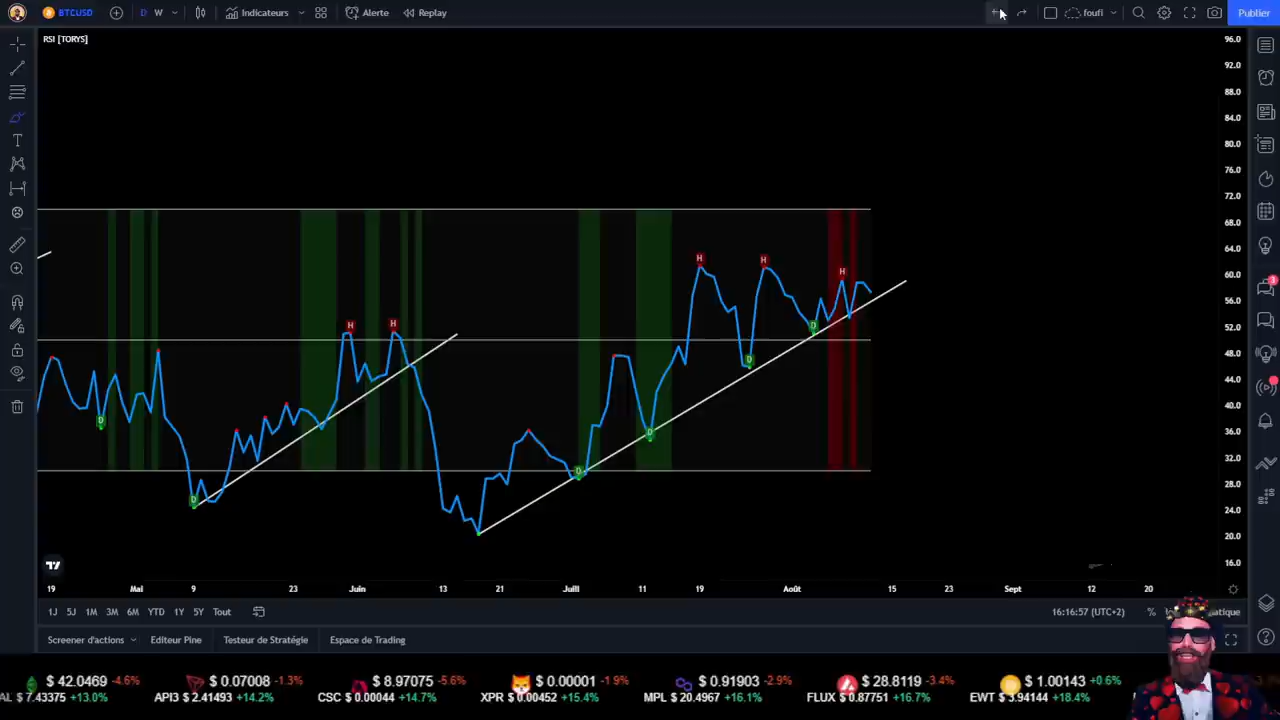 BTCUSD D W Indicateurs Alerte Replay foufi Publier
RSI [TORYS]
96.0
92.0
88.0
84.0
80.0
76.0
72.0
68.0
64.0
60.0
56.0
52.0
48.0
44.0
40.0
36.0
32.0
28.0
24.0
20.0
16.0
H H H H H
D D D D D D
19 Mai 9 23 Juin 13 21 Juill 11 19 Août 15 23 Sept 12 20
1J 5J 1M 3M 6M YTD 1Y 5Y Tout 16:16:57 (UTC+2) %
Screener d'actions Editeur Pine Testeur de Stratégie Espace de Trading
$ 42.0469 -4.6% $ 0.07008 -1.3% $ 8.97075 -5.6% $ 0.00001 -1.9% $ 0.91903 -2.9% $ 28.8119 -3.4% $ 1.00143 +0.6%
$ 7.43375 +13.0% API3 $ 2.41493 +14.2% CSC $ 0.00044 +14.7% XPR $ 0.00452 +15.4% MPL $ 20.4967 +16.1% FLUX $ 0.87751 +16.7% EWT $ 3.94144 +18.4%